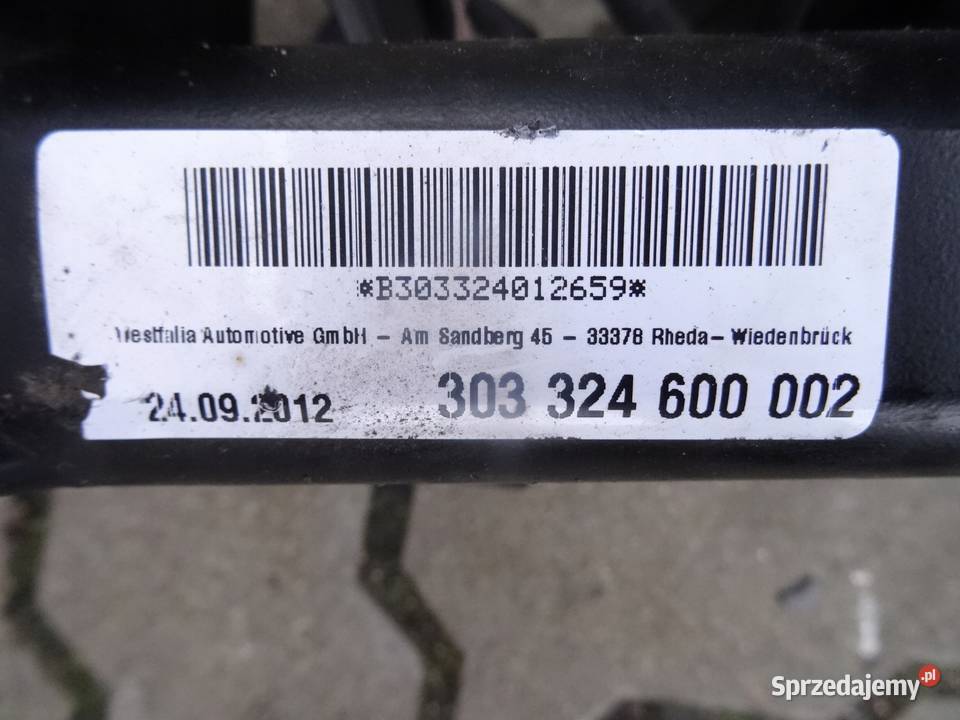 *B303324012659*
Westfalia Automotive GmbH - Am Sandberg 45 - 33378 Rheda-Wiedenbrück
24.09.2012 303 324 600 002
Sprzedajemy.pl